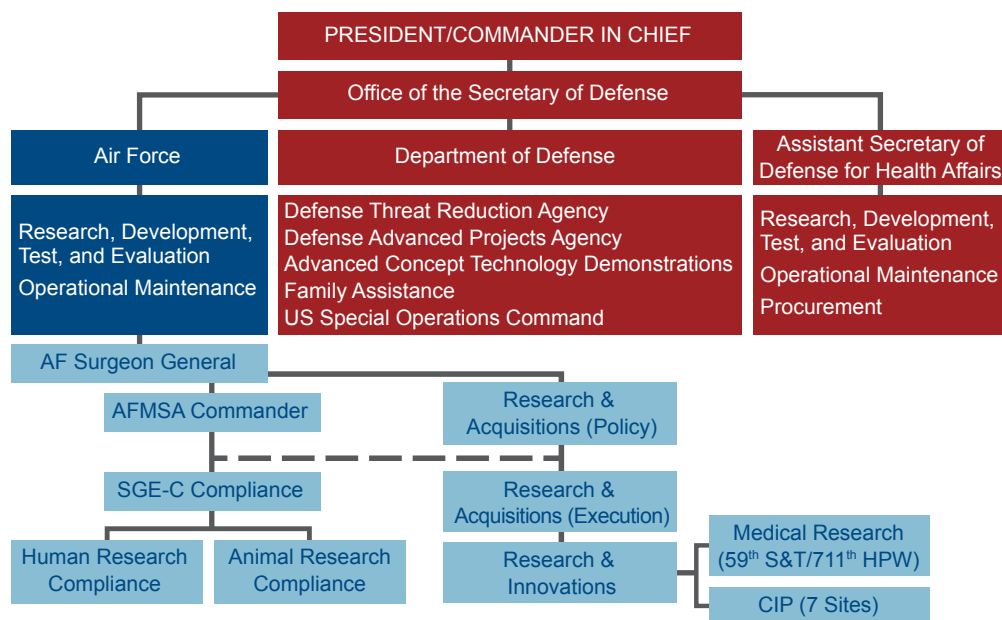 PRESIDENT/COMMANDER IN CHIEF
Office of the Secretary of Defense
Air Force
Department of Defense
Assistant Secretary of
Defense for Health Affairs
Research, Development,
Test, and Evaluation
Operational Maintenance
Defense Threat Reduction Agency
Defense Advanced Projects Agency
Advanced Concept Technology Demonstrations
Family Assistance
US Special Operations Command
Research, Development,
Test, and Evaluation
Operational Maintenance
Procurement
AF Surgeon General
AFMSA Commander
Research &
Acquisitions (Policy)
SGE-C Compliance
Research &
Acquisitions (Execution)
Human Research
Compliance
Animal Research
Compliance
Research &
Innovations
Medical Research
(59th S&T/711th HPW)
CIP (7 Sites)